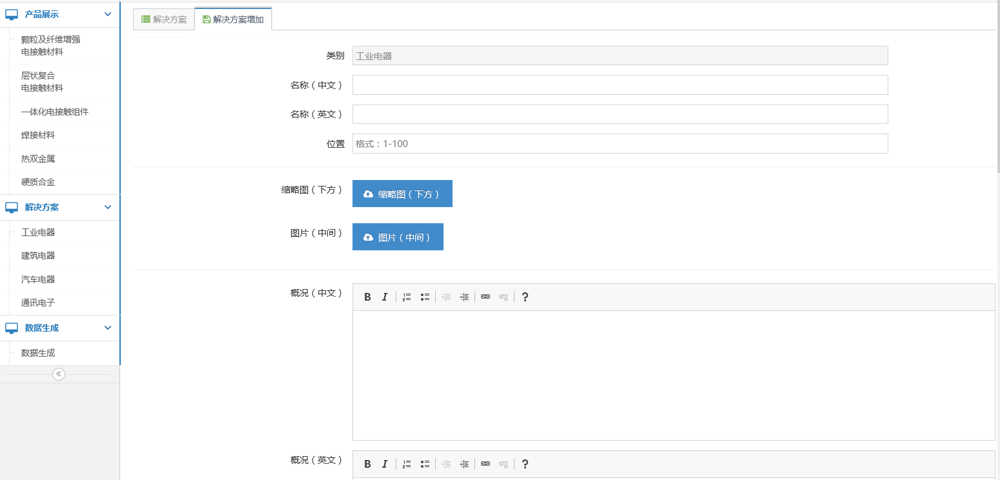 产品展示
颗粒及纤维增强
电接触材料
层状复合
电接触材料
一体化电接触组件
焊接材料
热双金属
硬质合金
解决方案
工业电器
建筑电器
汽车电器
通讯电子
数据生成
数据生成
解决方案
解决方案增加
类别
工业电器
名称（中文）
名称（英文）
位置
格式：1-100
缩略图（下方）
缩略图（下方）
图片（中间）
图片（中间）
概况（中文）
B I ?
概况（英文）
B I ?